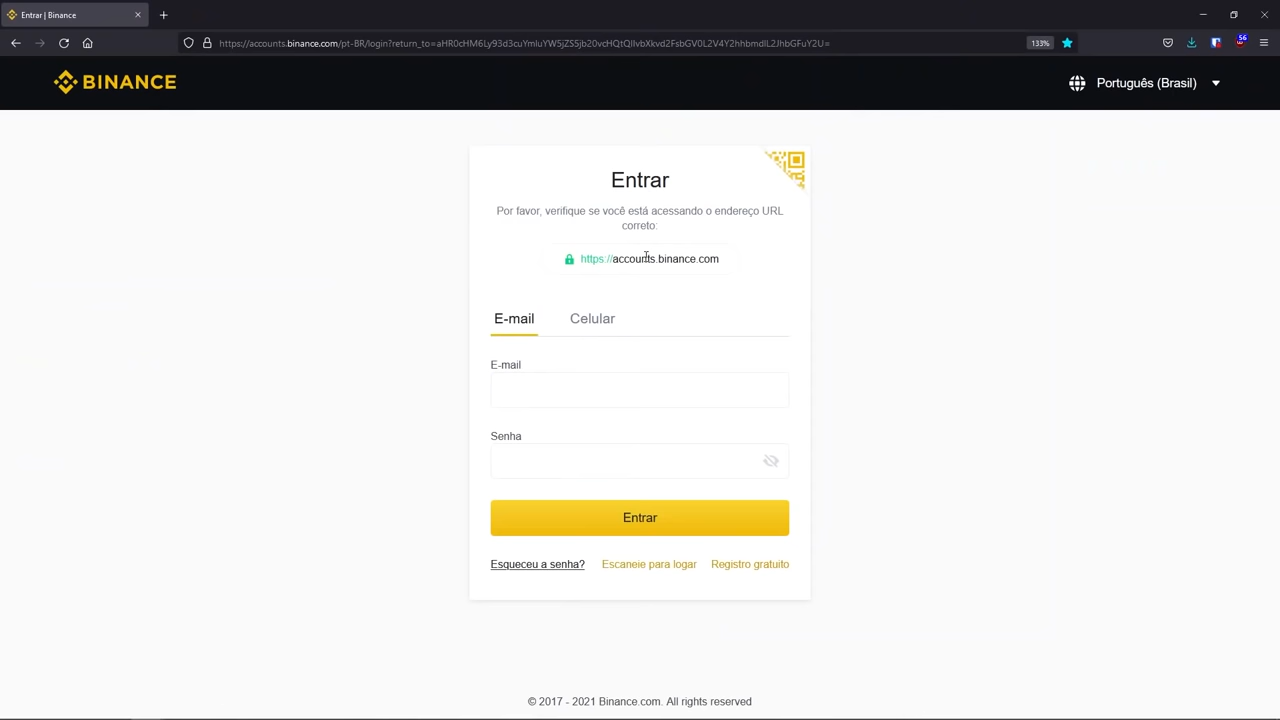 Entrar | Binance
https://accounts.binance.com/pt-BR/login?return_to=
133%
56
BINANCE
Português (Brasil)
Entrar
Por favor, verifique se você está acessando o endereço URL
correto:
https://accounts.binance.com
E-mail
Celular
E-mail
Senha
Entrar
Esqueceu a senha?
Escaneie para logar
Registro gratuito
© 2017 - 2021 Binance.com. All rights reserved